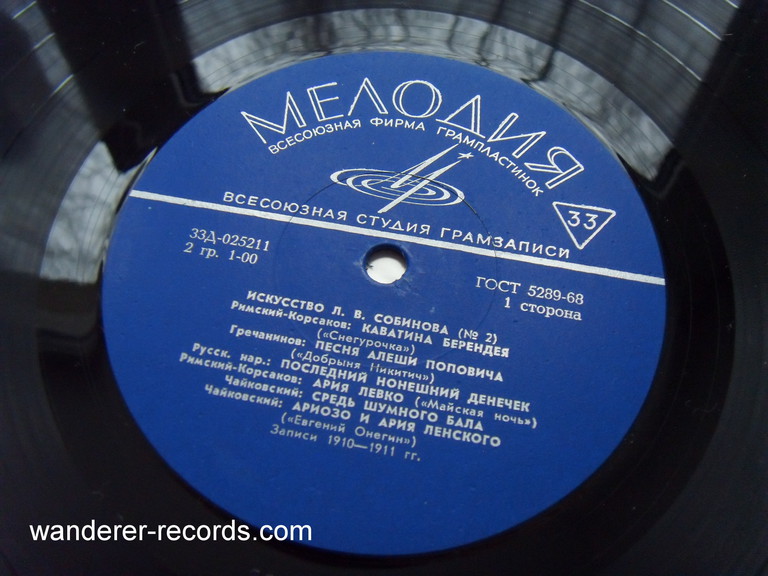 МЕЛОДИЯ
ВСЕСОЮЗНАЯ ФИРМА ГРАМПЛАСТИНОК
33
ВСЕСОЮЗНАЯ СТУДИЯ ГРАМЗАПИСИ
33Д-025211
2 гр. 1-00
ГОСТ 5289-68
1 сторона
ИСКУССТВО Л. В. СОБИНОВА (№ 2)
Римский-Корсаков: КАВАТИНА БЕРЕНДЕЯ
(«Снегурочка»)
Гречанинов: ПЕСНЯ АЛЕШИ ПОПОВИЧА
(«Добрыня Никитич»)
Русск. нар.: ПОСЛЕДНИЙ НОНЕШНИЙ ДЕНЕЧЕК
Римский-Корсаков: АРИЯ ЛЕВКО («Майская ночь»)
Чайковский: СРЕДЬ ШУМНОГО БАЛА
Чайковский: АРИОЗО И АРИЯ ЛЕНСКОГО
(«Евгений Онегин»)
Записи 1910—1911 гг.
wanderer-records.com